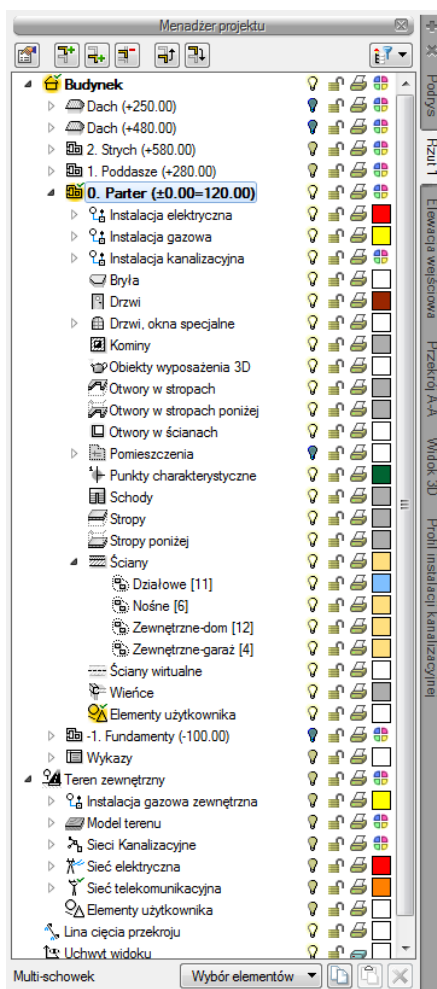 Menadżer projektu
Budynek
Dach (+250.00)
Dach (+480.00)
2. Strych (+580.00)
1. Poddasze (+280.00)
0. Parter (±0.00=120.00)
Instalacja elektryczna
Instalacja gazowa
Instalacja kanalizacyjna
Bryła
Drzwi
Drzwi, okna specjalne
Kominy
Obiekty wyposażenia 3D
Otwory w stropach
Otwory w stropach poniżej
Otwory w ścianach
Pomieszczenia
Punkty charakterystyczne
Schody
Stropy
Stropy poniżej
Ściany
Działowe [11]
Nośne [6]
Zewnętrzne-dom [12]
Zewnętrzne-garaż [4]
Ściany wirtualne
Wieńce
Elementy użytkownika
-1. Fundamenty (-100.00)
Wykazy
Teren zewnętrzny
Instalacja gazowa zewnętrzna
Model terenu
Sieci Kanalizacyjne
Sieć elektryczna
Sieć telekomunikacyjna
Elementy użytkownika
Lina cięcia przekroju
Uchwyt widoku
Multi-schowek
Wybór elementów
Podrys
Rzut 1
Elewacja wejściowa
Przekrój A-A
Widok 3D
Profil instalacji kanalizacyjnej